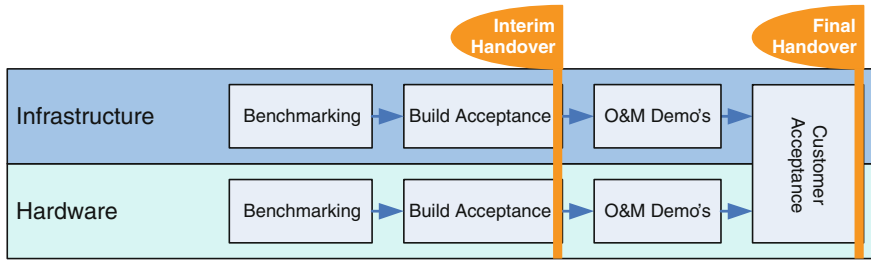 Interim
Handover
Final
Handover
Infrastructure
Benchmarking
Build Acceptance
O&M Demo's
Customer
Acceptance
Hardware
Benchmarking
Build Acceptance
O&M Demo's